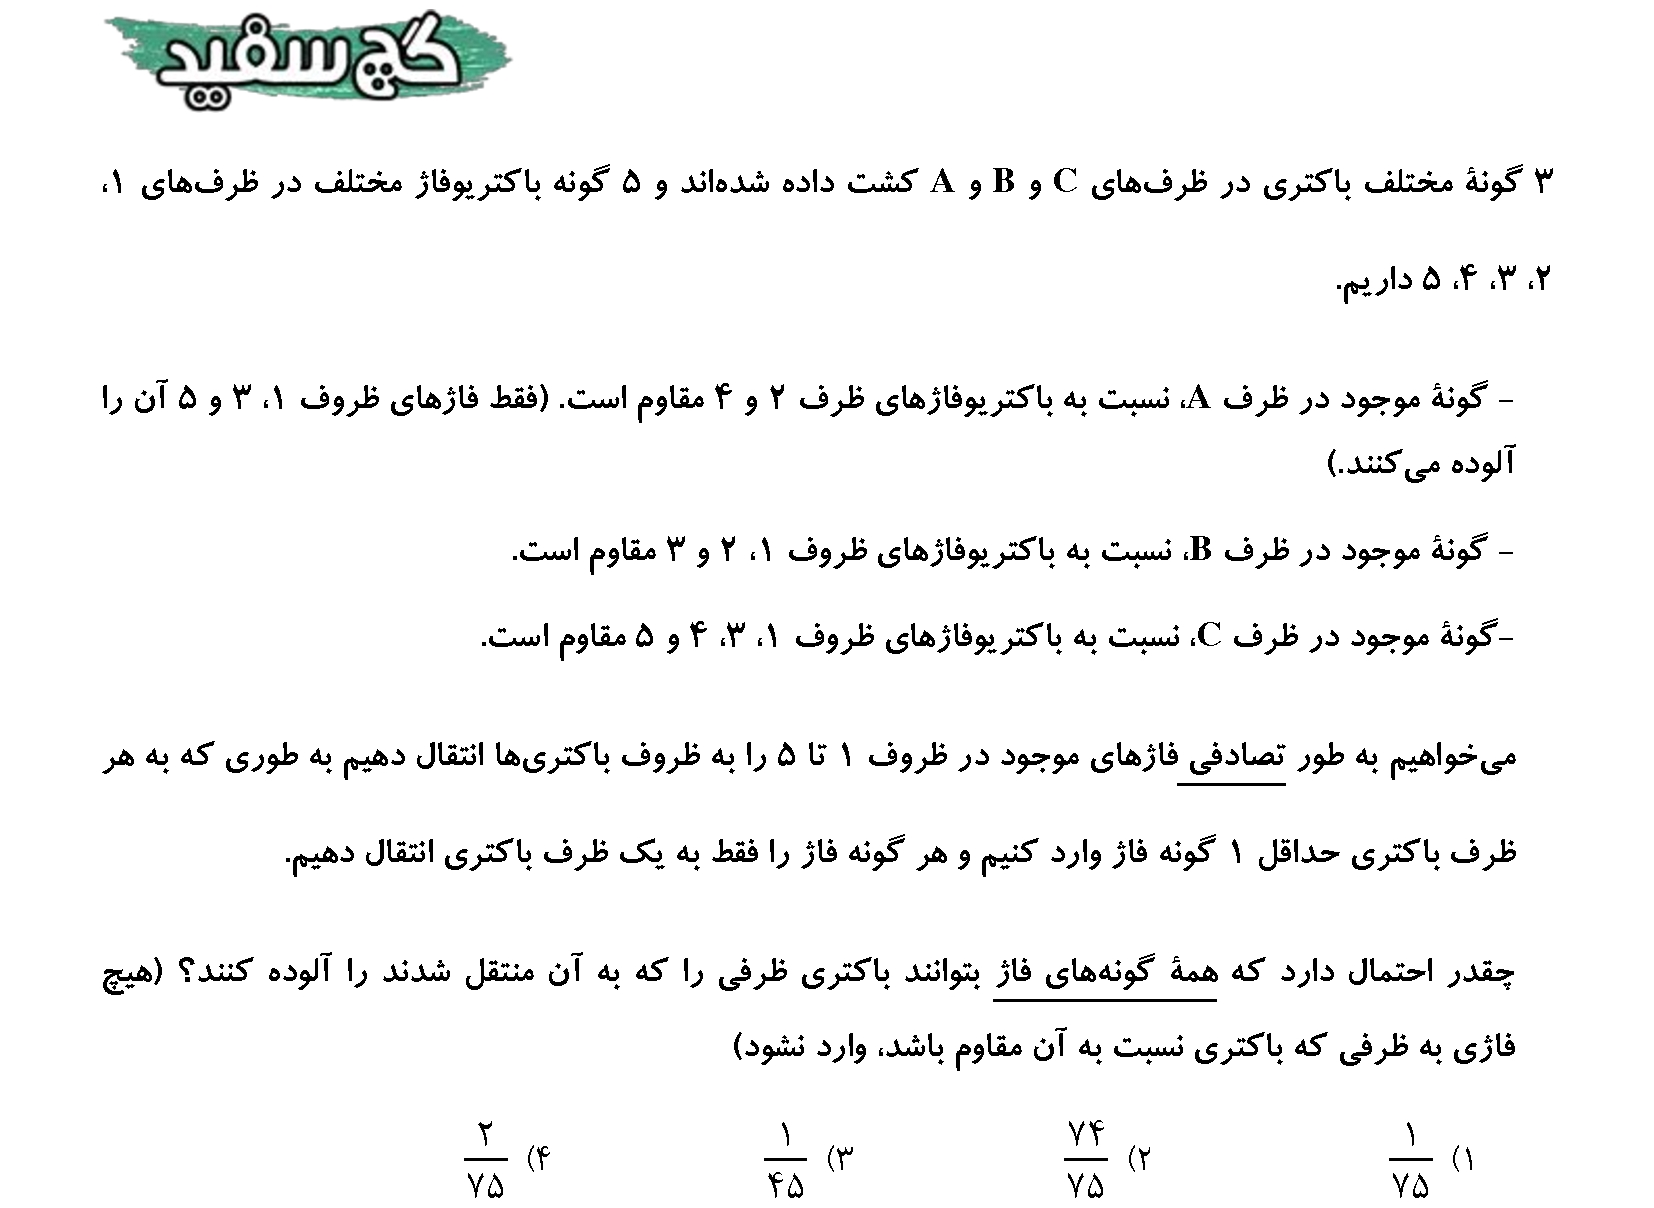 گچ سفید
۳ گونهٔ مختلف باکتری در ظرف‌های C و B و A کشت داده شده‌اند و ۵ گونه باکتریوفاژ مختلف در ظرف‌های ۱،
۲، ۳، ۴، ۵ داریم.
- گونهٔ موجود در ظرف A، نسبت به باکتریوفاژهای ظرف ۲ و ۴ مقاوم است. (فقط فاژهای ظروف ۱، ۳ و ۵ آن را
آلوده می‌کنند.)
- گونهٔ موجود در ظرف B، نسبت به باکتریوفاژهای ظروف ۱، ۲ و ۳ مقاوم است.
-گونهٔ موجود در ظرف C، نسبت به باکتریوفاژهای ظروف ۱، ۳، ۴ و ۵ مقاوم است.
می‌خواهیم به طور تصادفی فاژهای موجود در ظروف ۱ تا ۵ را به ظروف باکتری‌ها انتقال دهیم به طوری که به هر
ظرف باکتری حداقل ۱ گونه فاژ وارد کنیم و هر گونه فاژ را فقط به یک ظرف باکتری انتقال دهیم.
چقدر احتمال دارد که همهٔ گونه‌های فاژ بتوانند باکتری ظرفی را که به آن منتقل شدند را آلوده کنند؟ (هیچ
فاژی به ظرفی که باکتری نسبت به آن مقاوم باشد، وارد نشود)
۱) ۱/۷۵ ۲) ۷۴/۷۵ ۳) ۱/۴۵ ۴) ۲/۷۵